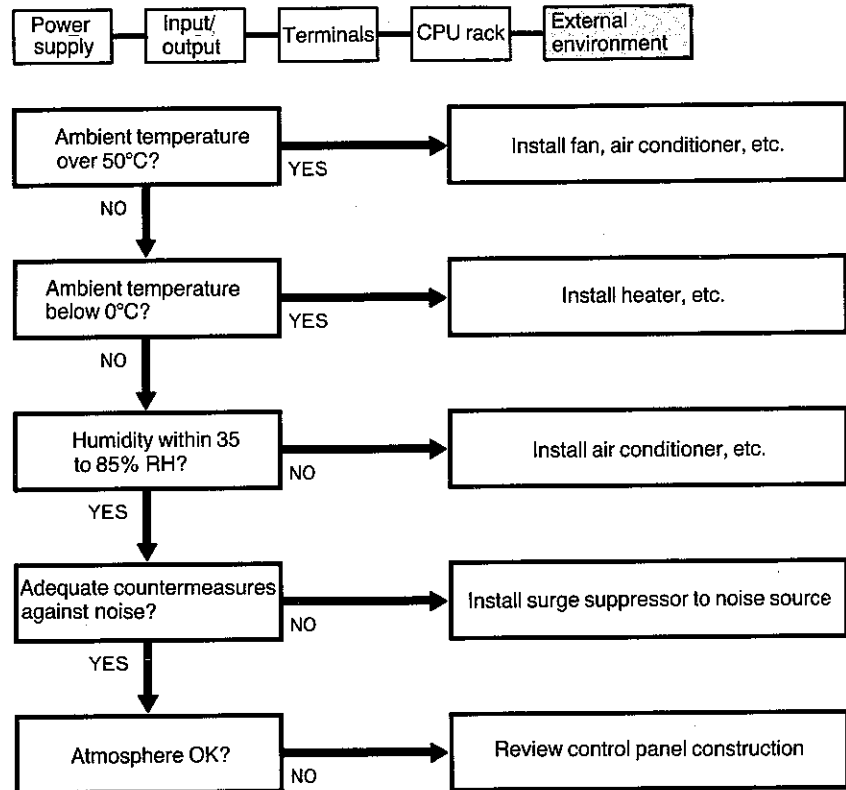 Power
supply
Input/
output
Terminals
CPU rack
External
environment
Ambient temperature
over 50°C?
YES
Install fan, air conditioner, etc.
NO
Ambient temperature
below 0°C?
YES
Install heater, etc.
NO
Humidity within 35
to 85% RH?
NO
Install air conditioner, etc.
YES
Adequate countermeasures
against noise?
NO
Install surge suppressor to noise source
YES
Atmosphere OK?
NO
Review control panel construction